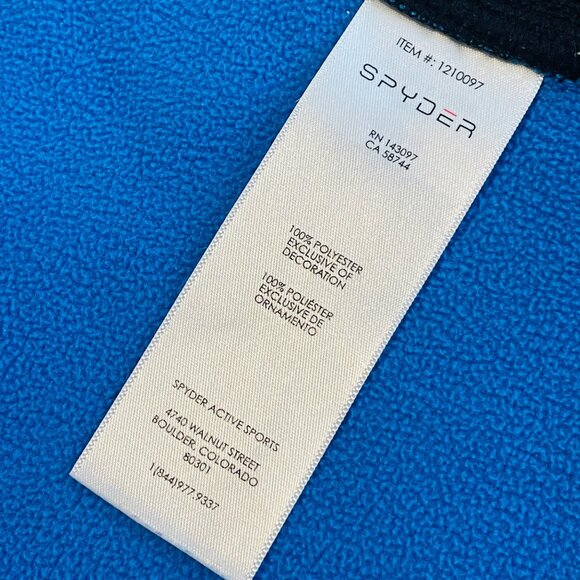 ITEM #: 1210097
SPYDER
RN 143097
CA 58744
100% POLYESTER
EXCLUSIVE OF
DECORATION
100% POLIÉSTER
EXCLUSIVE DE
ORNAMENTO
SPYDER ACTIVE SPORTS
4740 WALNUT STREET
BOULDER, COLORADO
80301
1(844)977.9337